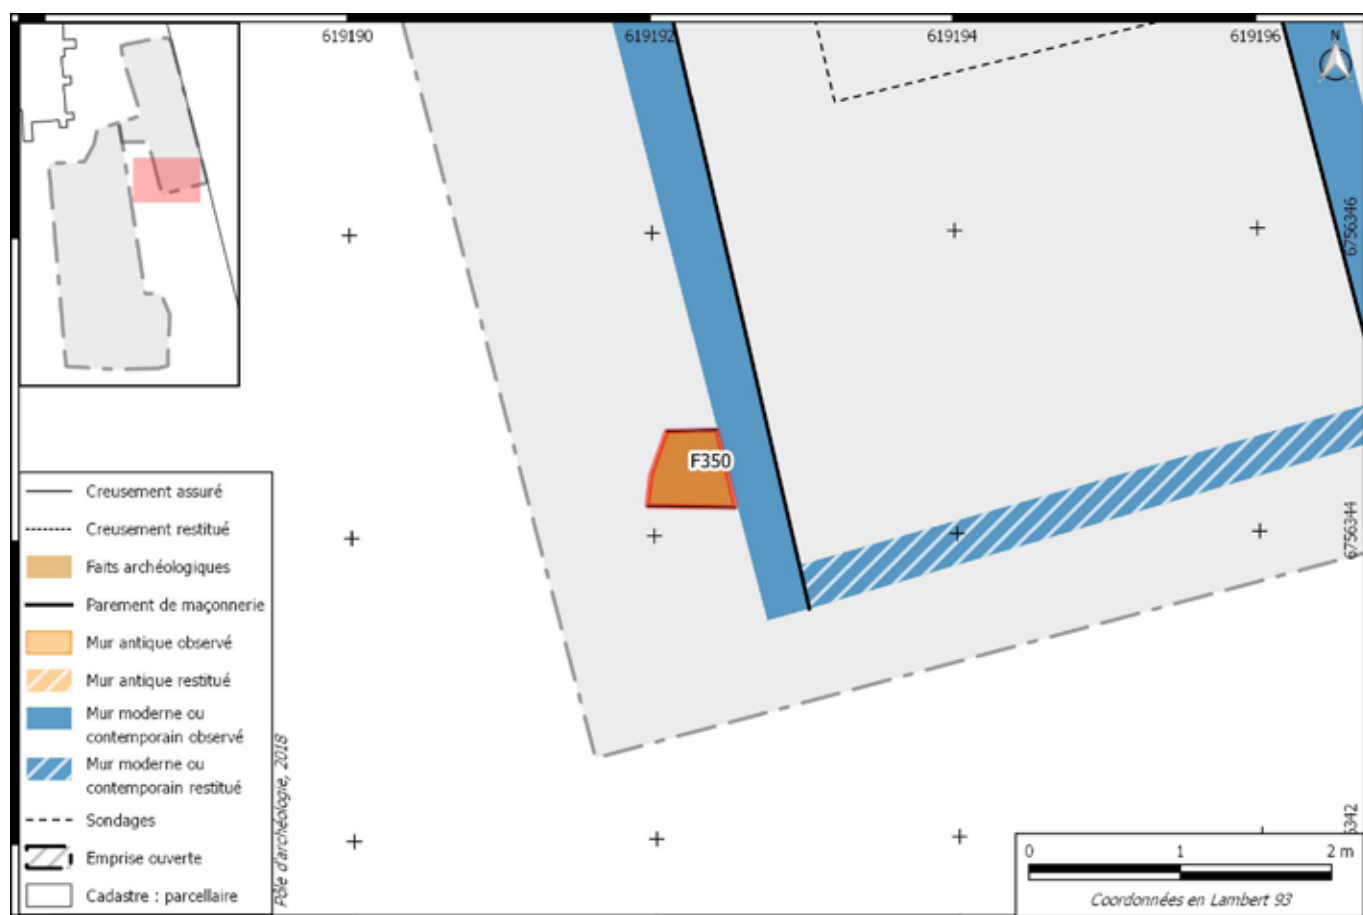 619190
619192
619194
619196
N
6756346
F350
6756344
Creusement assuré
Creusement restitué
Faits archéologiques
Parement de maçonnerie
Mur antique observé
Mur antique restitué
Mur moderne ou
contemporain observé
Mur moderne ou
contemporain restitué
Sondages
Emprise ouverte
Cadastre : parcellaire
Pôle d'archéologie, 2018
6342
0
1
2 m
Coordonnées en Lambert 93